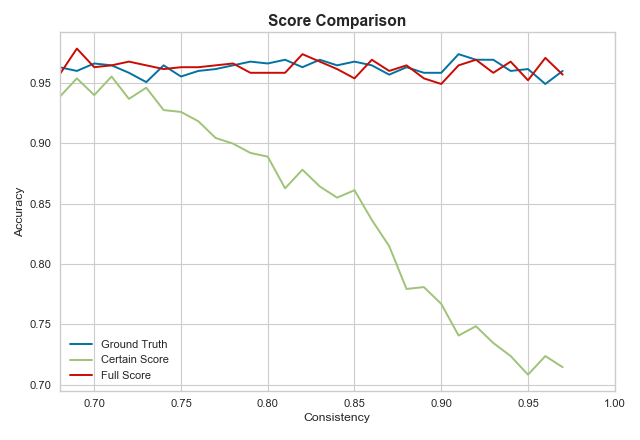 Score Comparison
Accuracy
0.95
0.90
0.85
0.80
0.75
0.70
Ground Truth
Certain Score
Full Score
0.70 0.75 0.80 0.85 0.90 0.95 1.00
Consistency